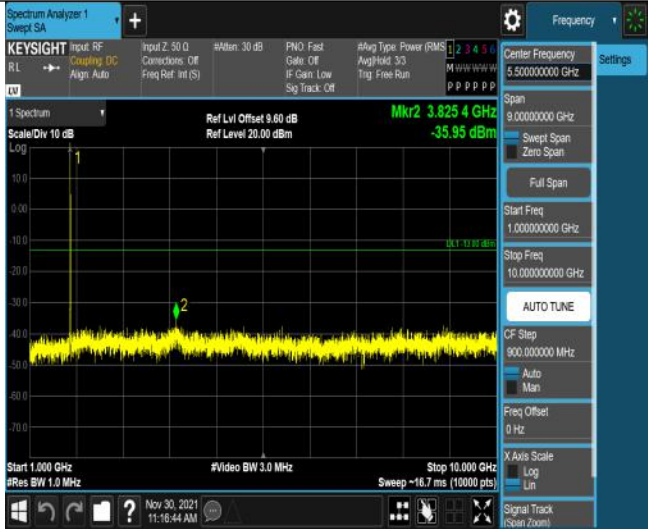 Spectrum Analyzer 1
Swept SA
+
Frequency
KEYSIGHT
RL
Input: RF
Coupling: DC
Align: Auto
Input Z: 50 Ω
Corrections: Off
Freq Ref: Int (S)
#Atten: 30 dB
PNO: Fast
Gate: Off
IF Gain: Low
Sig Track: Off
#Avg Type: Power (RMS
Avg|Hold: 3/3
Trig: Free Run
1 2 3 4 5 6
M W W W W W
P P P P P P
LV
1 Spectrum
Scale/Div 10 dB
Log
Ref Lvl Offset 9.60 dB
Ref Level 20.00 dBm
Mkr2 3.825 4 GHz
-35.95 dBm
1
10.0
0.00
-10.0
DL1 -13.00 dBm
-20.0
-30.0
2
-40.0
-50.0
-60.0
-70.0
Start 1.000 GHz
#Res BW 1.0 MHz
#Video BW 3.0 MHz
Stop 10.000 GHz
Sweep ~16.7 ms (10000 pts)
?
Nov 30, 2021
11:16:44 AM
Center Frequency
5.500000000 GHz
Settings
Span
9.00000000 GHz
Swept Span
Zero Span
Full Span
Start Freq
1.000000000 GHz
Stop Freq
10.000000000 GHz
AUTO TUNE
CF Step
900.000000 MHz
Auto
Man
Freq Offset
0 Hz
X Axis Scale
Log
Lin
Signal Track
(Span Zoom)